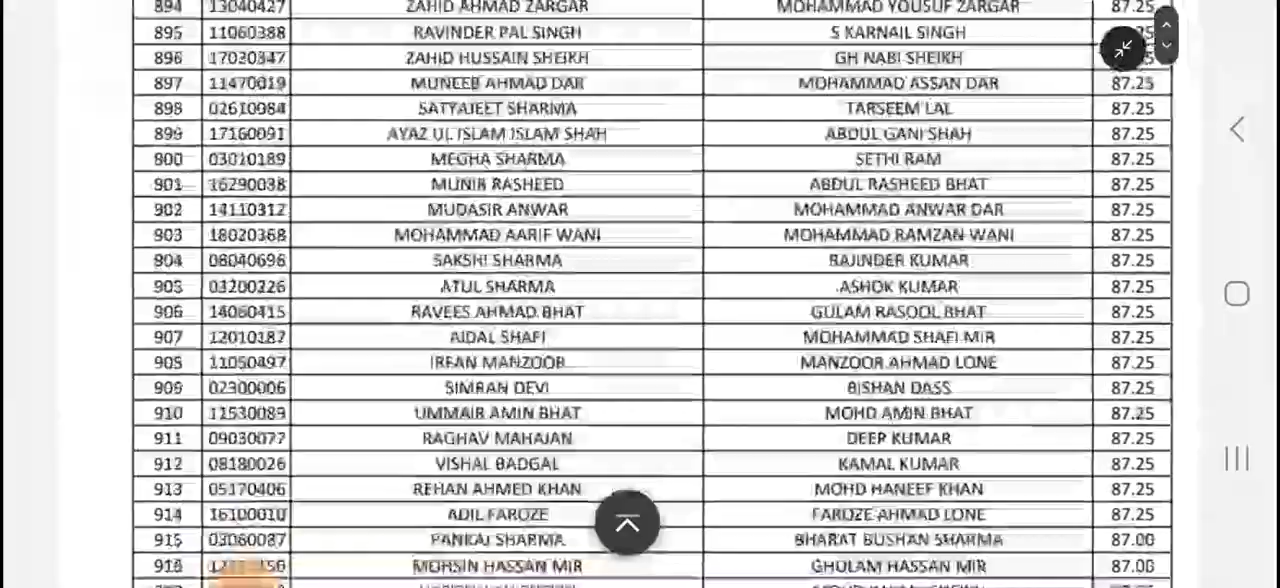 894 13040427 ZAHID AHMAD ZARGAR MOHAMMAD YOUSUF ZARGAR 87.25
895 11060388 RAVINDER PAL SINGH S KARNAIL SINGH
896 17020347 ZAHID HUSSAIN SHEIKH GH NABI SHEIKH
897 11470019 MUNEEB AHMAD DAR MOHAMMAD ASSAN DAR 87.25
898 02610984 SATYAJEET SHARMA TARSEEM LAL 87.25
899 17160091 AYAZ UL ISLAM ISLAM SHAH ABDUL GANI SHAH 87.25
900 03010189 MEGHA SHARMA SETHI RAM 87.25
901 16290038 MUNIB RASHEED ABDUL RASHEED BHAT 87.25
902 14110312 MUDASIR ANWAR MOHAMMAD ANWAR DAR 87.25
903 18020368 MOHAMMAD AARIF WANI MOHAMMAD RAMZAN WANI 87.25
904 08040696 SAKSHI SHARMA RAJINDER KUMAR 87.25
905 03200226 ATUL SHARMA ASHOK KUMAR 87.25
906 14060415 RAVEES AHMAD BHAT GULAM RASOOL BHAT 87.25
907 12010187 AIDAL SHAFI MOHAMMAD SHAFI MIR 87.25
908 11050497 IRFAN MANZOOR MANZOOR AHMAD LONE 87.25
909 02300006 SIMRAN DEVI BISHAN DASS 87.25
910 11530089 UMMAIR AMIN BHAT MOHD AMIN BHAT 87.25
911 09030077 RAGHAV MAHAJAN DEEP KUMAR 87.25
912 08180026 VISHAL BADGAL KAMAL KUMAR 87.25
913 05170406 REHAN AHMED KHAN MOHD HANEEF KHAN 87.25
914 16100010 ADIL FAROZE FAROZE AHMAD LONE 87.25
915 03060087 PANKAJ SHARMA BHARAT BUSHAN SHARMA 87.00
916 MOHSIN HASSAN MIR GHULAM HASSAN MIR 87.00